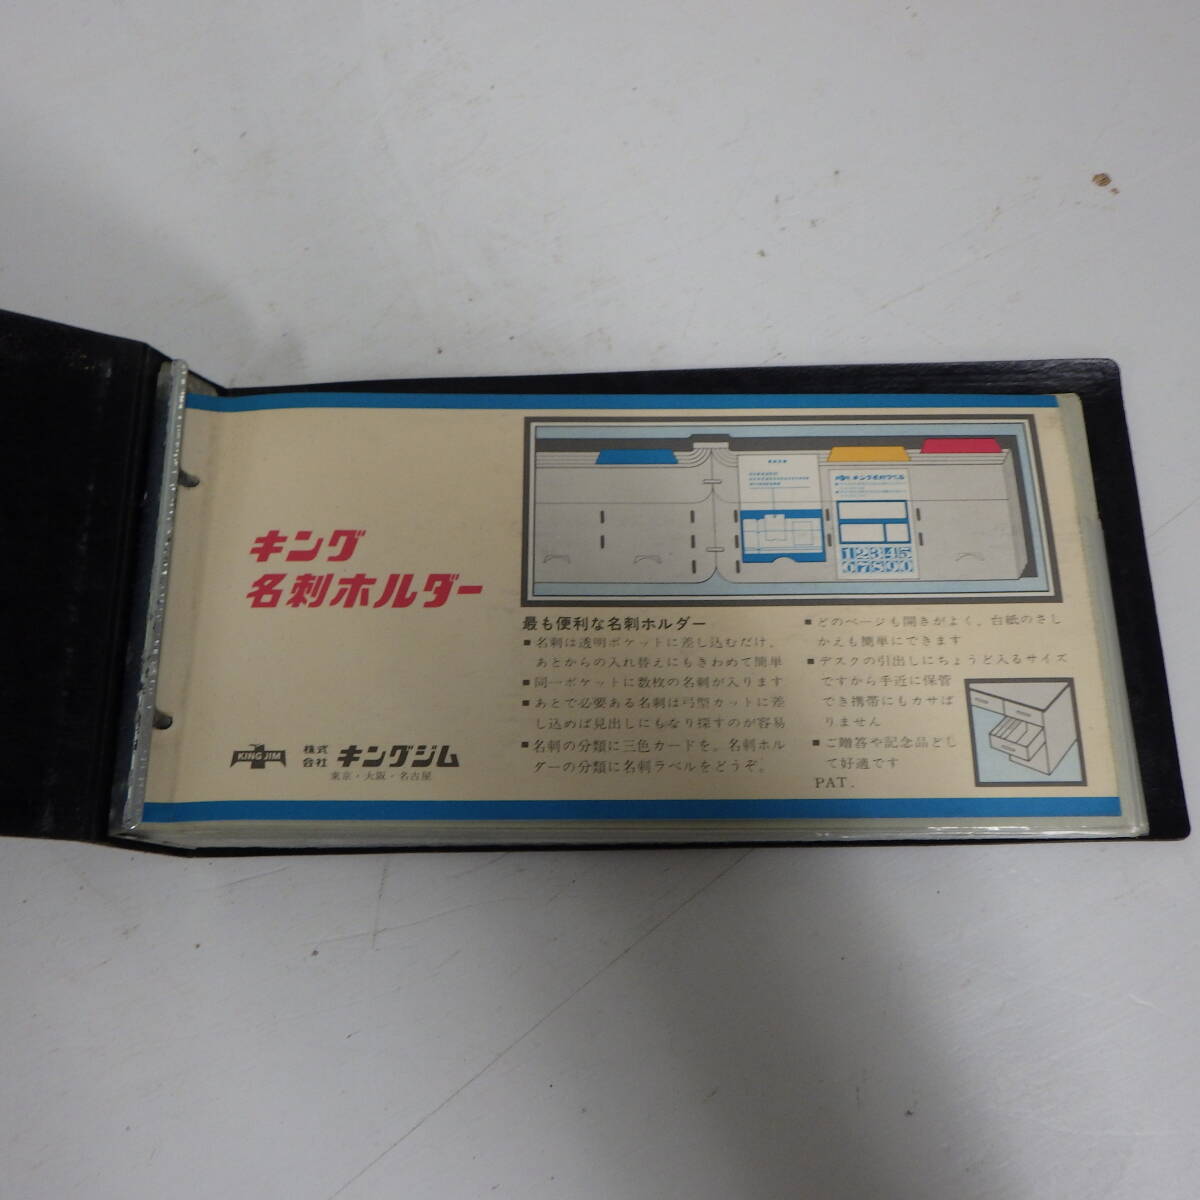 キング
名刺ホルダー
KING JIM
株式
会社
キングジム
東京・大阪・名古屋
キング名刺ラベル
12345
67890
最も便利な名刺ホルダー
■名刺は透明ポケットに差し込むだけ、
あとからの入れ替えにもきわめて簡単
■同一ポケットに数枚の名刺が入ります
■あとで必要ある名刺は弓型カットに差
し込めば見出しにもなり探すのが容易
■名刺の分類に三色カードを。名刺ホル
ダーの分類に名刺ラベルをどうぞ。
■どのページも開きがよく、台紙のさし
かえも簡単にできます
■デスクの引出しにちょうど入るサイズ
ですから手近に保管
でき携帯にもカサば
りません
■ご贈答や記念品とし
て好適です
PAT.